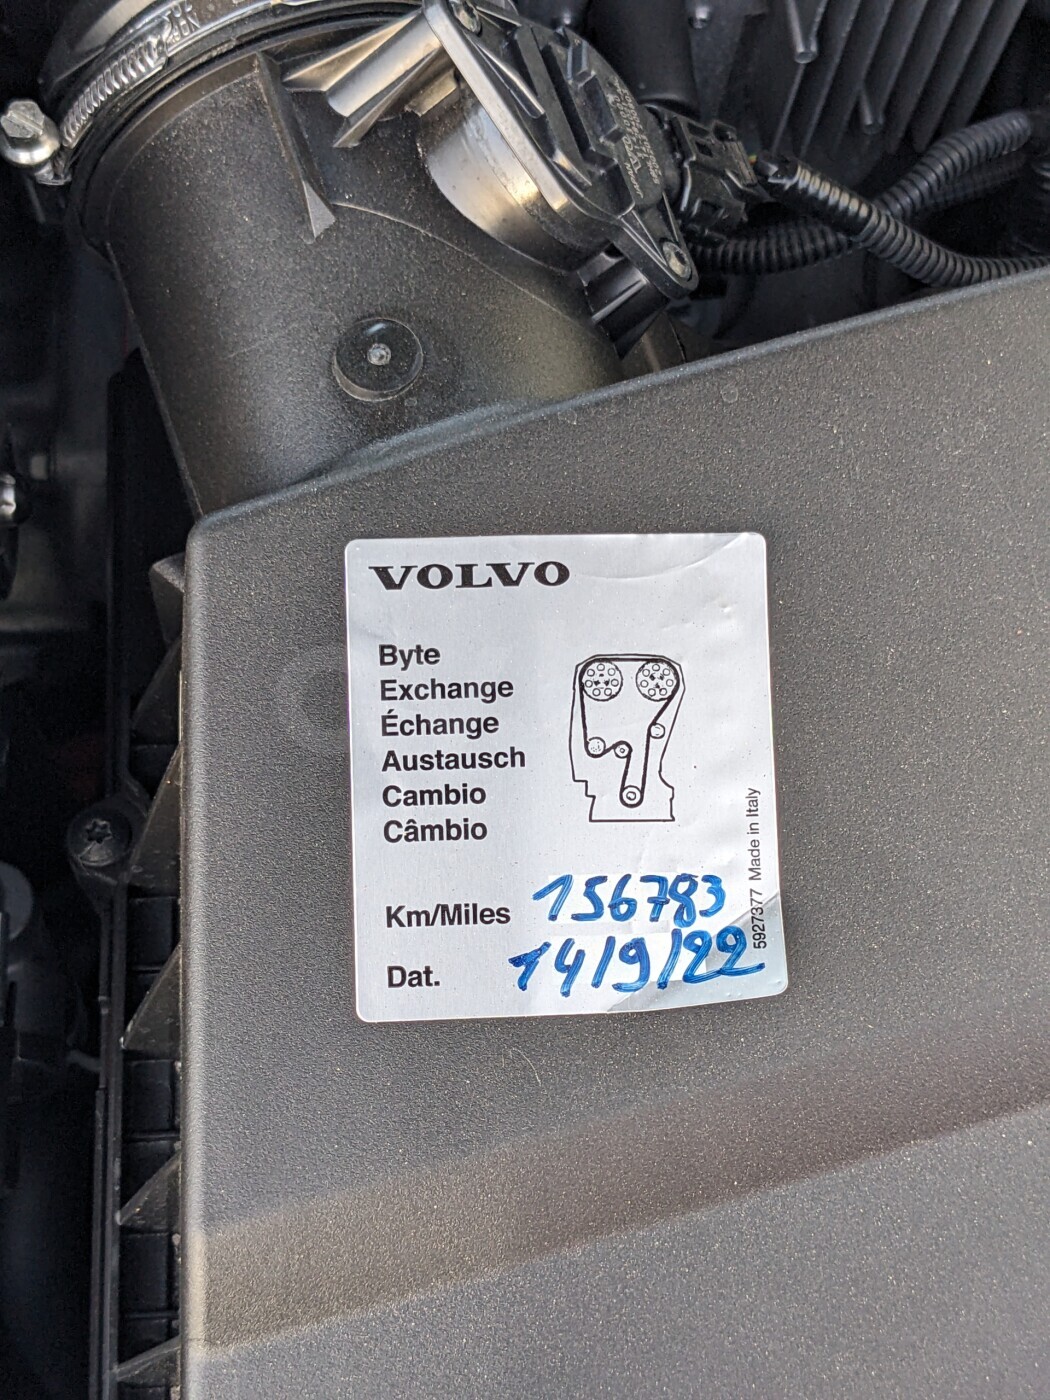 VOLVO
Byte
Exchange
Échange
Austausch
Cambio
Câmbio
Km/Miles 156783
Dat. 14/9/22
5927377 Made in Italy